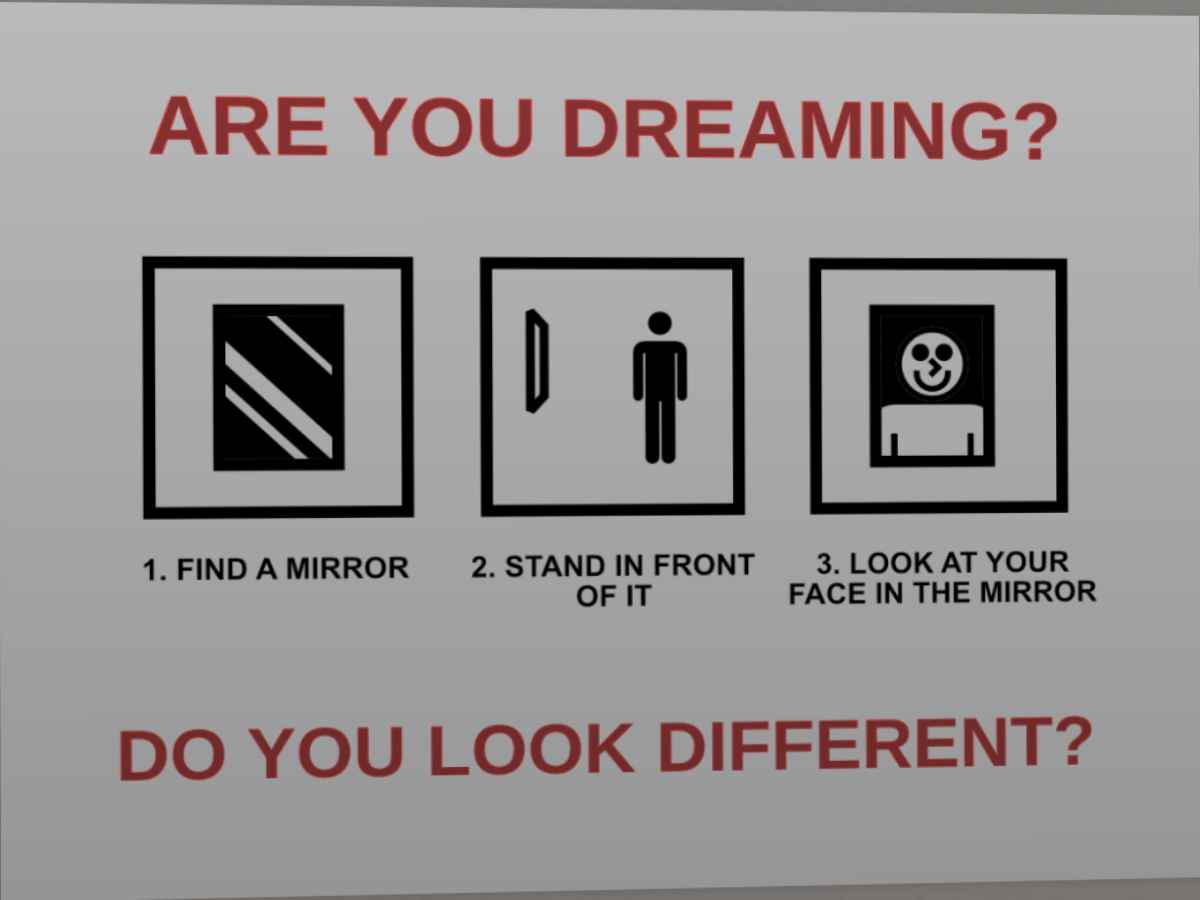 ARE YOU DREAMING?
1. FIND A MIRROR
2. STAND IN FRONT
OF IT
3. LOOK AT YOUR
FACE IN THE MIRROR
DO YOU LOOK DIFFERENT?